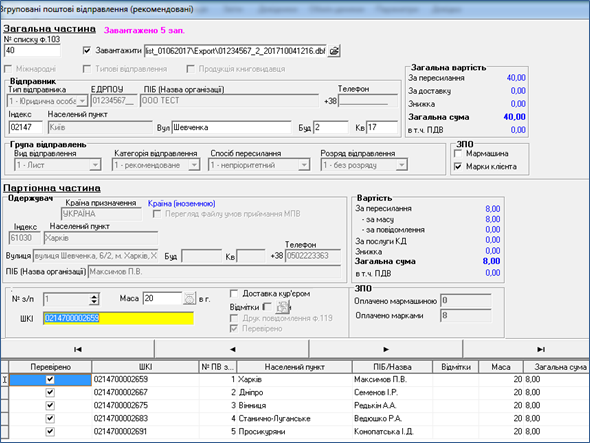 Згруповані поштові відправлення (рекомендовані)
Загальна частина Завантажено 5 зап.
№ списку ф.103
40 Завантажити list_01062017\Export\01234567_2_201710041216.dbf
Міжнародні Типові відправлення Продукція книговидавця
Відправник
Тип відправника ЄДРПОУ ПІБ (Назва організації) Телефон
1 - Юридична особа 01234567__ ООО ТЕСТ +38
Індекс Населений пункт
02147 Київ Вул Шевченка Буд 2 Кв 17
Загальна вартість
За пересилання 40,00
За доставку 0,00
Знижка 0,00
Загальна сума 40,00
в т.ч. ПДВ 0,00
Група відправлень
Вид відправлення Категорія відправлення Спосіб пересилання Розряд відправлення
1 - Лист 1 - рекомендоване 1 - непріоритетний 1 - без розряду
ЗПО
Мармашина
Марки клієнта
Партіонна частина
Одержувач
Країна призначення Країна (іноземною)
УКРАЇНА Перегляд Файлу умов приймання МПВ
Індекс Населений пункт
61030 Харків
Телефон
Вулиця вулиця Шевченка, 6/2, м. Харків, Х Буд Кв +38 0502223363
ПІБ (Назва організації) Максимов П.В.
Вартість
За пересилання 8,00
- за масу 8,00
- за повідомлення 0,00
За послуги КД 0,00
Знижка 0,00
Загальна сума 8,00
в т.ч. ПДВ 0,00
№ з/п 1 Маса 20 в г.
ШКІ 0214700002659
Доставка кур'єром
Відмітки
Друк повідомлення ф.119
Перевірено
ЗПО
Оплачено мармашиною 0
Оплачено марками 8
Перевірено ШКІ № ПВ з... Населений пункт ПІБ/Назва Відмітки Маса Загальна сума
0214700002659 1 Харків Максимов П.В. 20 8,00
0214700002667 2 Дніпро Семенов І.Р. 20 8,00
0214700002675 3 Вінниця Редькін А.А. 20 8,00
0214700002683 4 Станично-Луганське Ведюшко Р.А. 20 8,00
0214700002691 5 Просикуряни Конопатська І.Д. 20 8,00